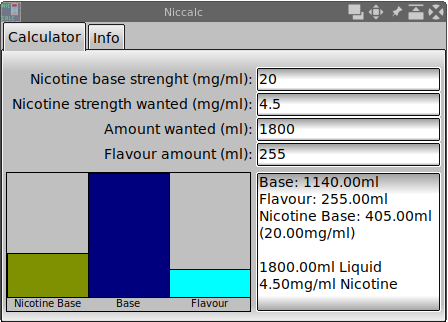 Niccalc
Calculator Info
Nicotine base strenght (mg/ml): 20
Nicotine strength wanted (mg/ml): 4.5
Amount wanted (ml): 1800
Flavour amount (ml): 255
Base: 1140.00ml
Flavour: 255.00ml
Nicotine Base: 405.00ml
(20.00mg/ml)
1800.00ml Liquid
4.50mg/ml Nicotine
Nicotine Base Base Flavour